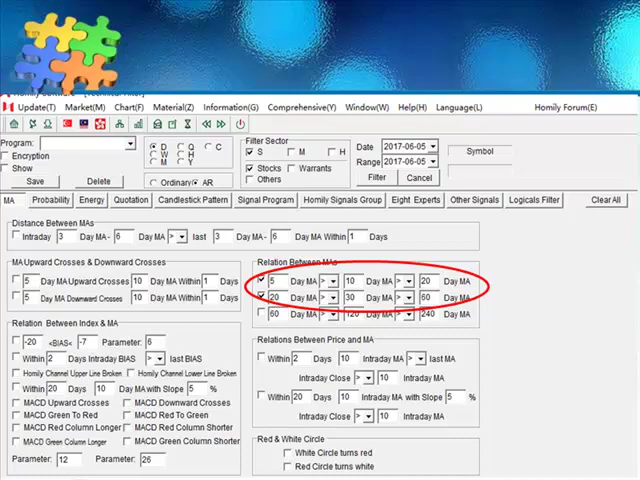 Homily Software - [Technical Filter]
Update(T) Market(M) Chart(F) Material(Z) Information(G) Comprehensive(Y) Window(W) Help(H) Language(L) Homily Forum(E)
Program:
Encryption
Show
Save Delete
D Q C
W H
M Y
Ordinary AR
Filter Sector
S M H
Stocks Warrants
Others
Date 2017-06-05
Range 2017-06-05
Filter Cancel
Symbol
MA Probability Energy Quotation Candlestick Pattern Signal Program Homily Signals Group Eight Experts Other Signals Logicals Filter Clear All
Distance Between MAs
Intraday 3 Day MA - 6 Day MA > last 3 Day MA - 6 Day MA Within 1 Days
MA Upward Crosses & Downward Crosses
5 Day MA Upward Crosses 10 Day MA Within 1 Days
5 Day MA Downward Crosses 10 Day MA Within 1 Days
Relation Between MAs
5 Day MA > 10 Day MA > 20 Day MA
20 Day MA > 30 Day MA > 60 Day MA
60 Day MA > 120 Day MA > 240 Day MA
Relation Between Index & MA
-20 <BIAS< -7 Parameter: 6
Within 2 Days Intraday BIAS > last BIAS
Homily Channel Upper Line Broken Homily Channel Lower Line Broken
Within 20 Days 10 Day MA with Slope 5 %
MACD Upward Crosses MACD Downward Crosses
MACD Green To Red MACD Red To Green
MACD Red Column Longer MACD Red Column Shorter
MACD Green Column Longer MACD Green Column Shorter
Parameter: 12 Parameter: 26
Relations Between Price and MA
Within 2 Days 10 Intraday MA > last MA
Intraday Close > 10 Intraday MA
Within 20 Days 10 Intraday MA with Slope 5 %
Intraday Close > 10 Intraday MA
Red & White Circle
White Circle turns red
Red Circle turns white